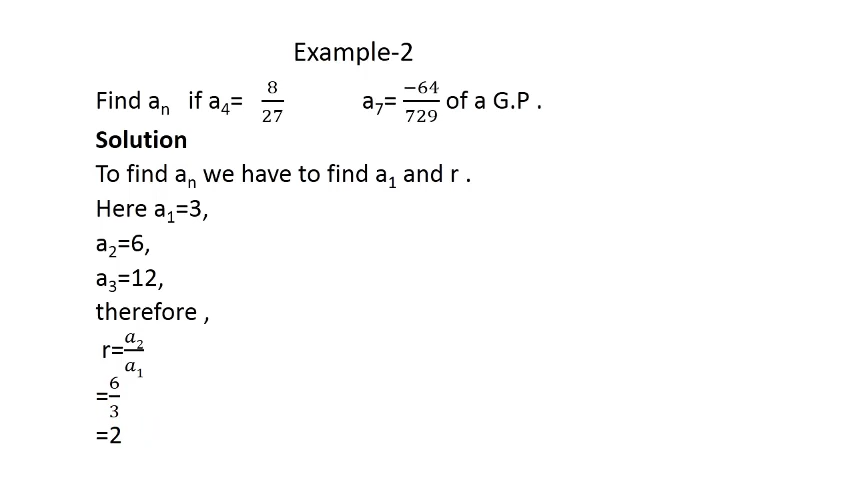 Example-2
Find aₙ if a₄= 8/27 a₇= −64/729 of a G.P .
Solution
To find aₙ we have to find a₁ and r .
Here a₁=3,
a₂=6,
a₃=12,
therefore ,
r=a₂/a₁
=6/3
=2